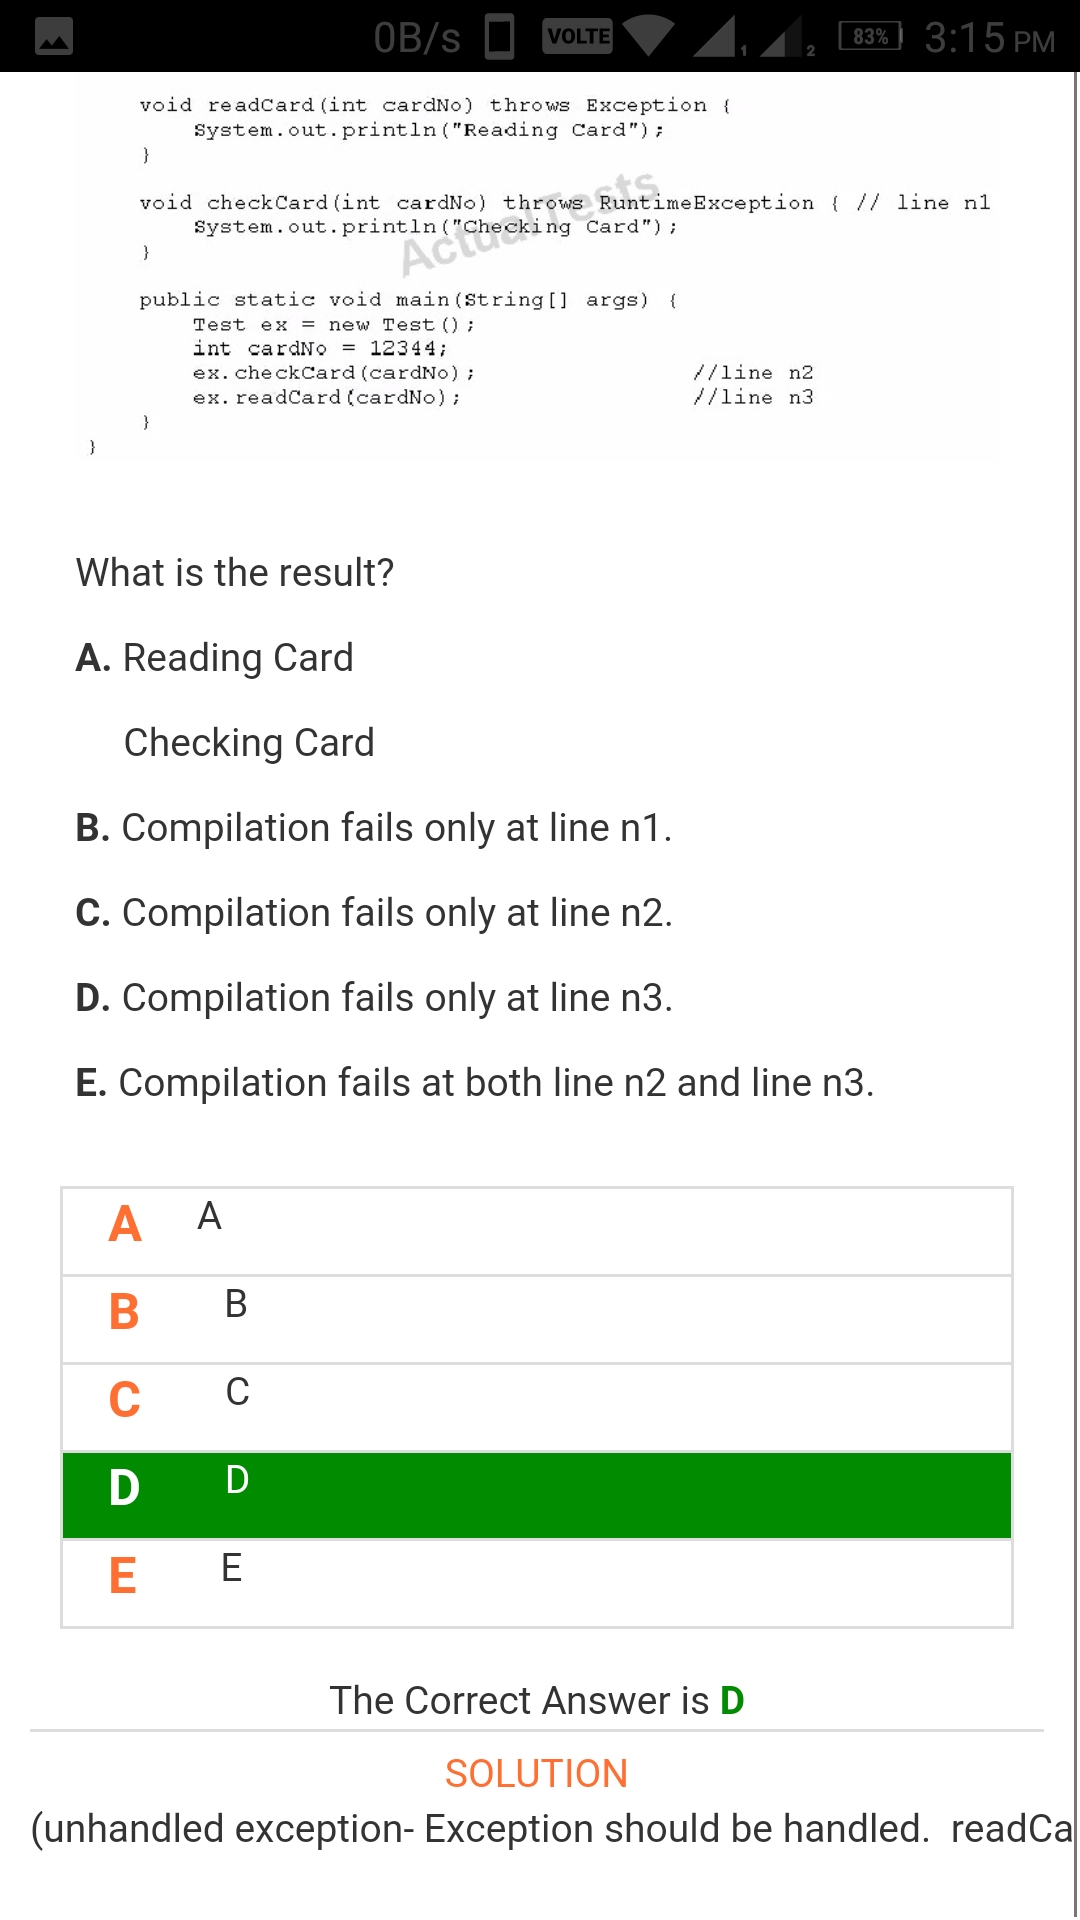 0B/s VOLTE 1 2 83% 3:15 PM
void readCard(int cardNo) throws Exception {
System.out.println("Reading Card");
}
void checkCard(int cardNo) throws RuntimeException { // line n1
System.out.println("Checking Card");
}
ActualTests
public static void main(String[] args) {
Test ex = new Test();
int cardNo = 12344;
ex.checkCard(cardNo); //line n2
ex.readCard(cardNo); //line n3
}
}
What is the result?
A. Reading Card
Checking Card
B. Compilation fails only at line n1.
C. Compilation fails only at line n2.
D. Compilation fails only at line n3.
E. Compilation fails at both line n2 and line n3.
A A
B B
C C
D D
E E
The Correct Answer is D
SOLUTION
(unhandled exception- Exception should be handled. readCa